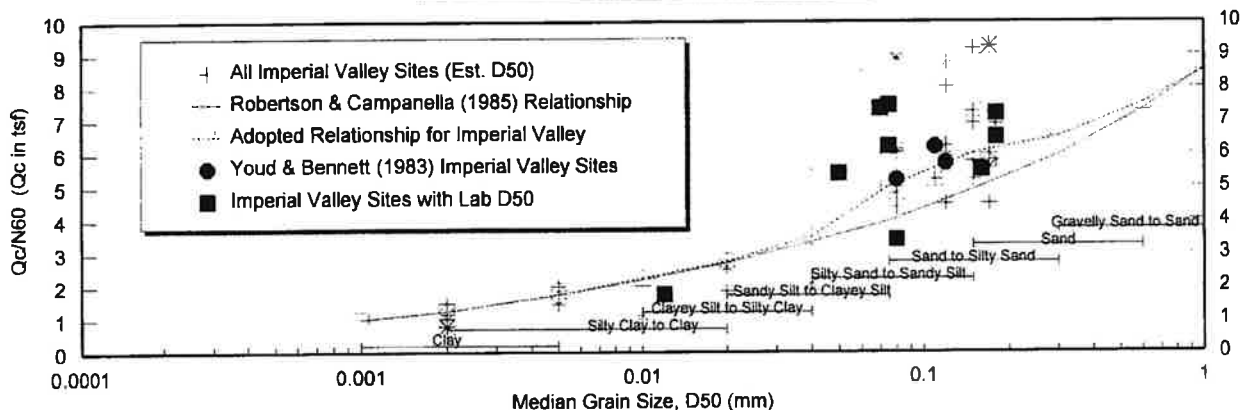 10
9
8
7
6
5
4
3
2
1
0
Qc/N60 (Qc in tsf)
All Imperial Valley Sites (Est. D50)
Robertson & Campanella (1985) Relationship
Adopted Relationship for Imperial Valley
Youd & Bennett (1983) Imperial Valley Sites
Imperial Valley Sites with Lab D50
Gravelly Sand to Sand
Sand
Sand to Silty Sand
Silty Sand to Sandy Silt
Sandy Silt to Clayey Silt
Clayey Silt to Silty Clay
Silty Clay to Clay
Clay
10
9
8
7
6
5
4
3
2
1
0
0.0001 0.001 0.01 0.1 1
Median Grain Size, D50 (mm)